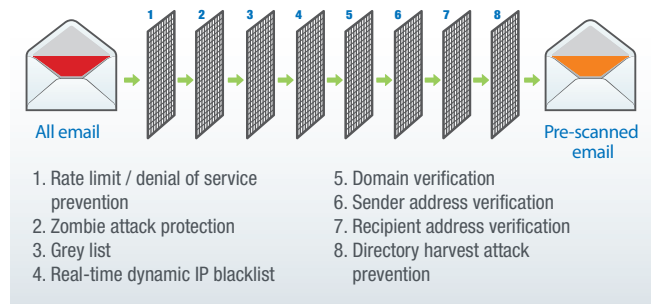 1 2 3 4 5 6 7 8
All email
Pre-scanned
email
1. Rate limit / denial of service
prevention
2. Zombie attack protection
3. Grey list
4. Real-time dynamic IP blacklist
5. Domain verification
6. Sender address verification
7. Recipient address verification
8. Directory harvest attack
prevention